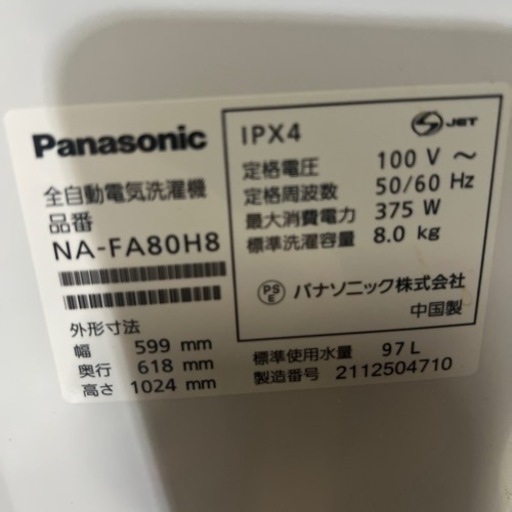 Panasonic
全自動電気洗濯機
品番
NA-FA80H8
外形寸法
幅 599 mm
奥行 618 mm
高さ 1024 mm
IPX4
JET
定格電圧 100 V ～
定格周波数 50/60 Hz
最大消費電力 375 W
標準洗濯容量 8.0 kg
PS
E
パナソニック株式会社
中国製
標準使用水量 97 L
製造番号 2112504710